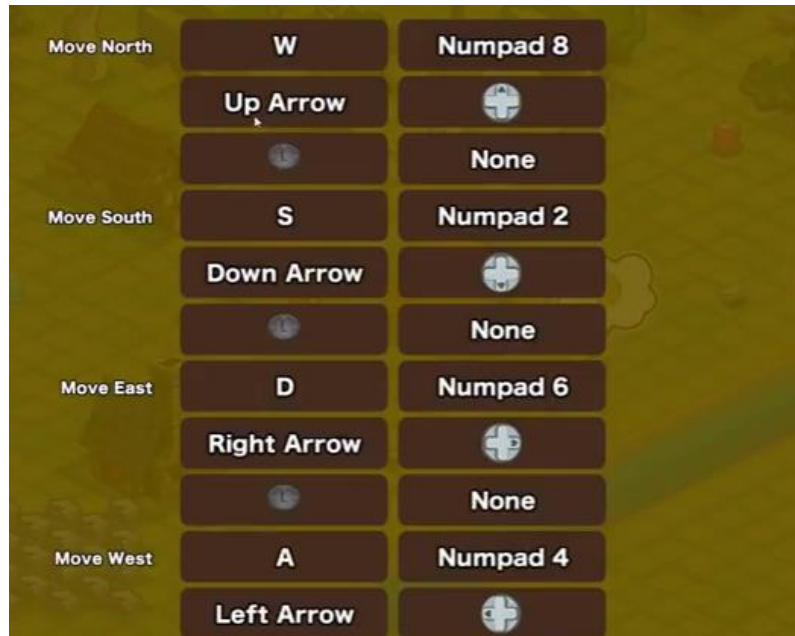 Move North W Numpad 8
Up Arrow
L None
Move South S Numpad 2
Down Arrow
L None
Move East D Numpad 6
Right Arrow
L None
Move West A Numpad 4
Left Arrow